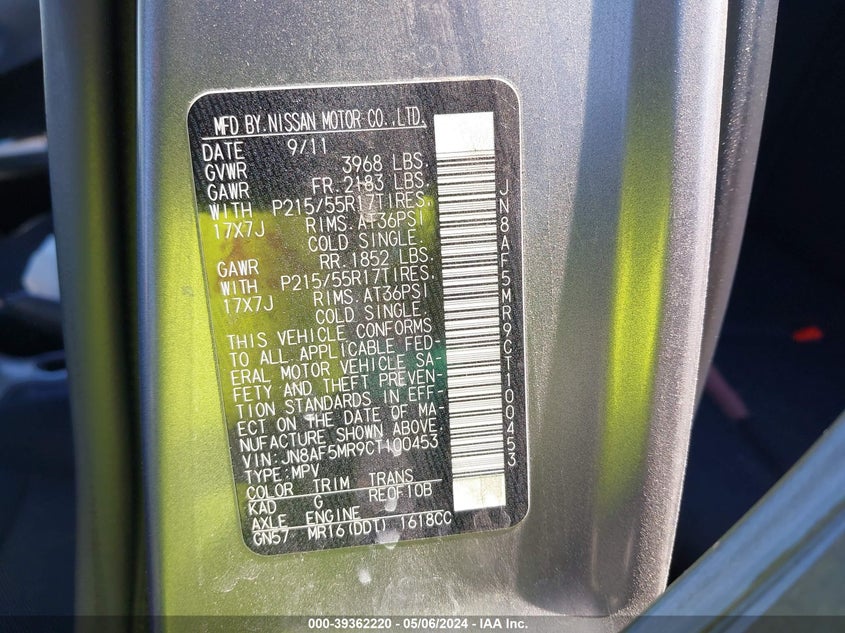 MFD BY.NISSAN MOTOR CO.,LTD.
DATE 9/11
GVWR 3968 LBS.
GAWR FR.2183 LBS.
WITH P215/55R17TIRES.
17X7J RIMS.AT36PSI
COLD SINGLE.
GAWR RR.1852 LBS.
WITH P215/55R17TIRES.
17X7J RIMS.AT36PSI
COLD SINGLE.
THIS VEHICLE CONFORMS
TO ALL APPLICABLE FED-
ERAL MOTOR VEHICLE SA-
FETY AND THEFT PREVEN-
TION STANDARDS IN EFF-
ECT ON THE DATE OF MA-
NUFACTURE SHOWN ABOVE.
VIN:JN8AF5MR9CT100453
TYPE:MPV
COLOR TRIM TRANS
KAD G RE0F10B
AXLE ENGINE
GN57 MR16(DDT) 1618CC
JN8AF5MR9CT100453
000-39362220 - 05/06/2024 - IAA Inc.